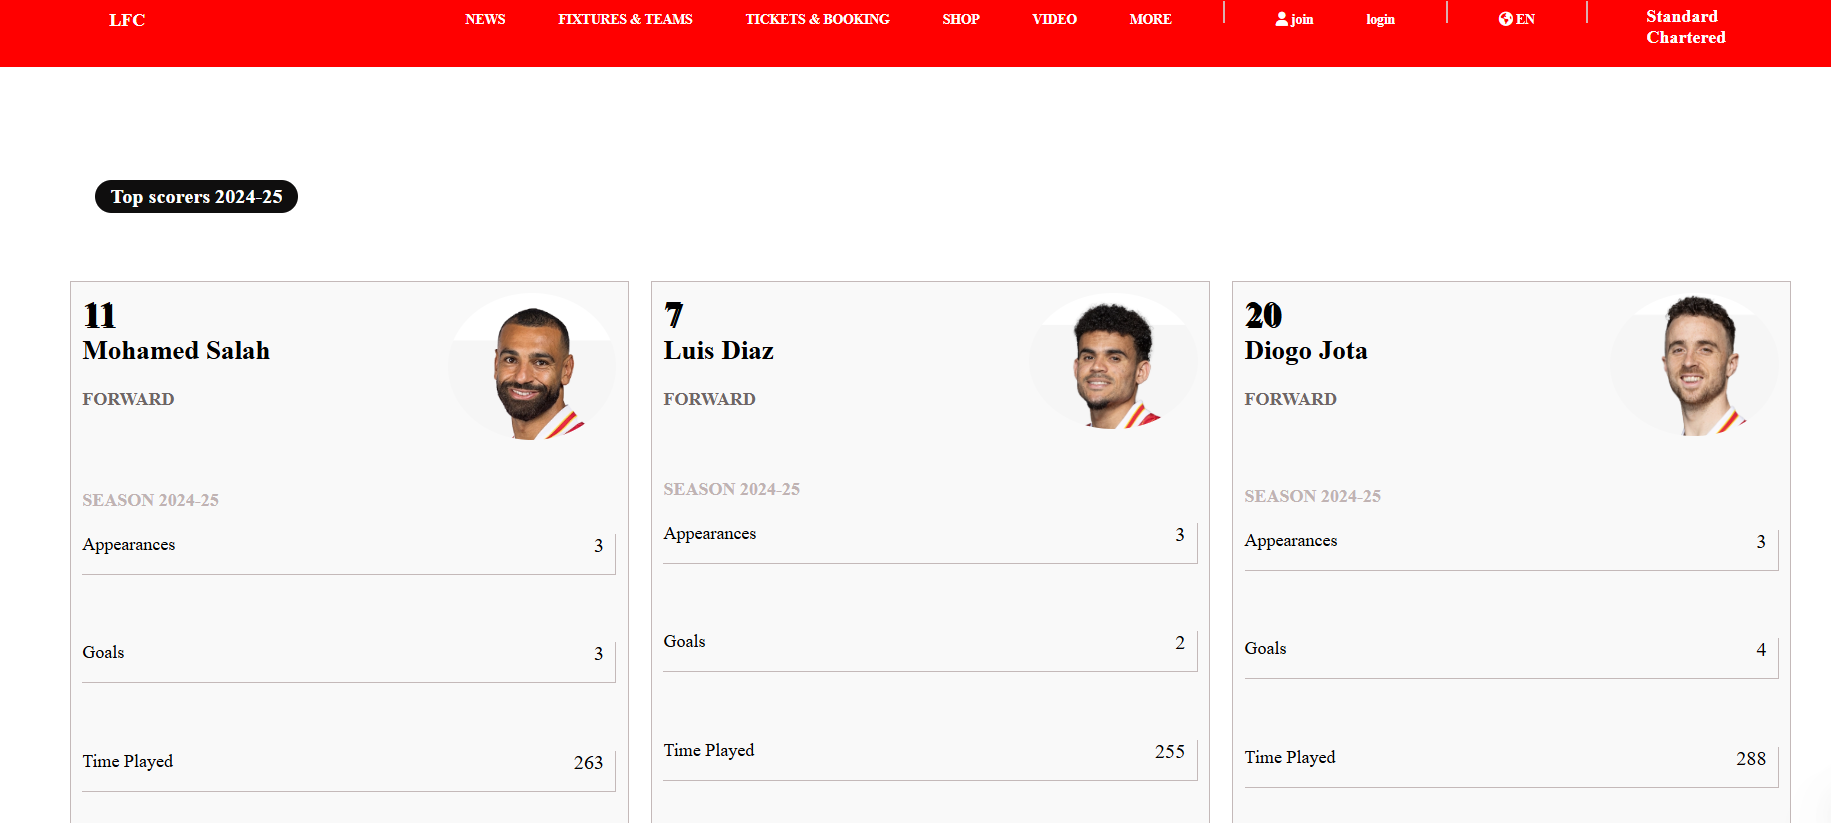 LFC
NEWS
FIXTURES & TEAMS
TICKETS & BOOKING
SHOP
VIDEO
MORE
join
login
EN
Standard
Chartered
Top scorers 2024-25
11
Mohamed Salah
FORWARD
SEASON 2024-25
Appearances 3
Goals 3
Time Played 263
7
Luis Diaz
FORWARD
SEASON 2024-25
Appearances 3
Goals 2
Time Played 255
20
Diogo Jota
FORWARD
SEASON 2024-25
Appearances 3
Goals 4
Time Played 288